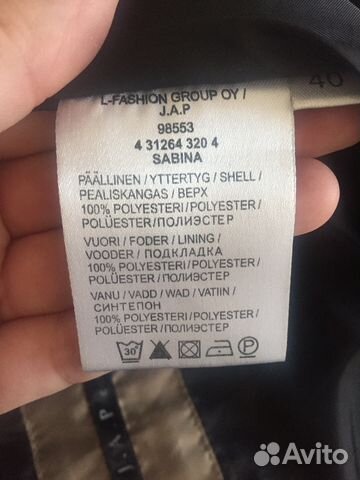 L-FASHION GROUP OY /
J.A.P
98553
4 31264 320 4
SABINA
PÄÄLLINEN / YTTERTYG / SHELL /
PEALISKANGAS / ВЕРХ
100% POLYESTERI / POLYESTER /
POLÜESTER / ПОЛИЭСТЕР
VUORI / FODER / LINING /
VOODER / ПОДКЛАДКА
100% POLYESTERI / POLYESTER /
POLÜESTER / ПОЛИЭСТЕР
VANU / VADD / WAD / VATIIN /
СИНТЕПОН
100% POLYESTERI / POLYESTER /
POLÜESTER / ПОЛИЭСТЕР
30° P
40
J.A.P
Avito